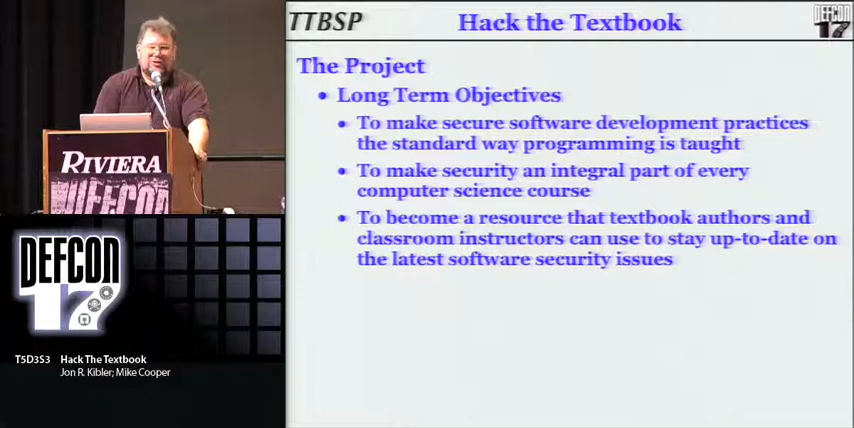 RIVIERA
DEFCON
DEFCON
17
T5D3S3 Hack The Textbook
Jon R. Kibler; Mike Cooper
TTBSP
Hack the Textbook
DEFCON
17
The Project
• Long Term Objectives
• To make secure software development practices
the standard way programming is taught
• To make security an integral part of every
computer science course
• To become a resource that textbook authors and
classroom instructors can use to stay up-to-date on
the latest software security issues